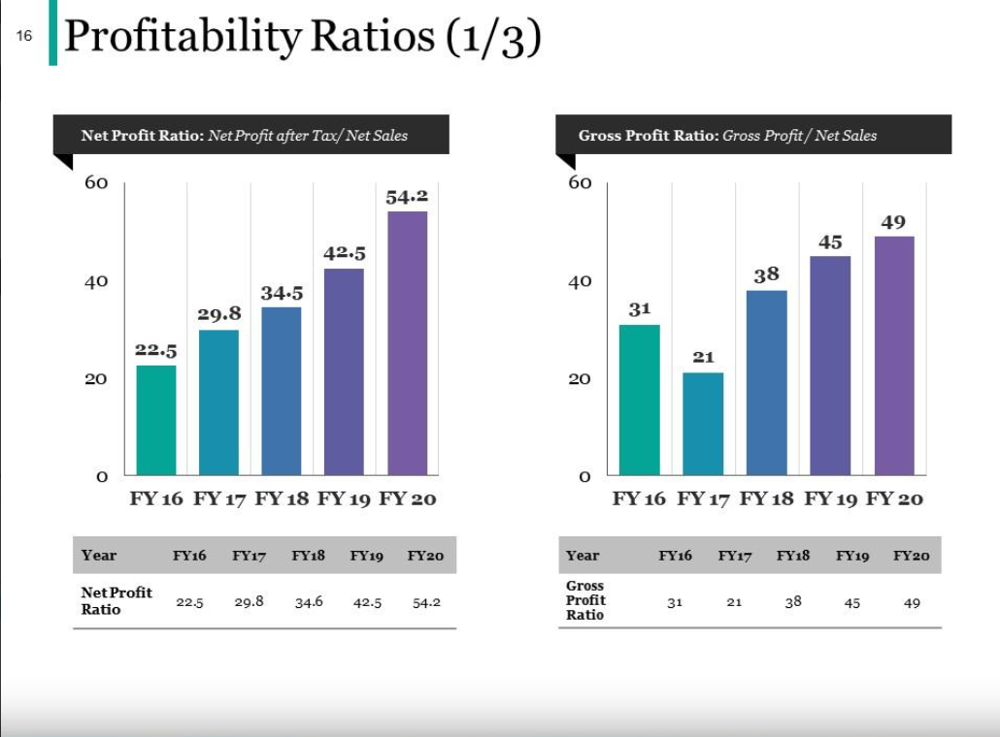 16
Profitability Ratios (1/3)
Net Profit Ratio: Net Profit after Tax/ Net Sales
60
40
20
0
22.5
29.8
34.5
42.5
54.2
FY 16 FY 17 FY 18 FY 19 FY 20
Year FY16 FY17 FY18 FY19 FY20
Net Profit
Ratio 22.5 29.8 34.6 42.5 54.2
Gross Profit Ratio: Gross Profit/ Net Sales
60
40
20
0
31
21
38
45
49
FY 16 FY 17 FY 18 FY 19 FY 20
Year FY16 FY17 FY18 FY19 FY20
Gross
Profit 31 21 38 45 49
Ratio